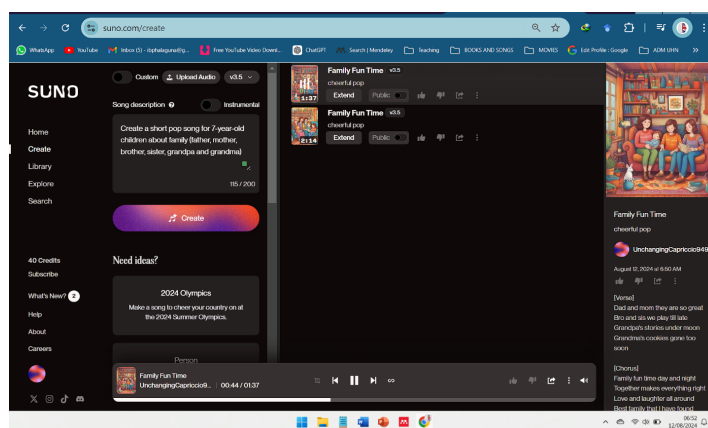 suno.com/create
WhatsApp
YouTube
Inbox (5) - ibphalaguna@g...
Free YouTube Video Downl...
ChatGPT
Search | Mendeley
Teaching
BOOKS AND SONGS
MOVIES
Edit Profile : Google
ADM UHN
SUNO
Home
Create
Library
Explore
Search
40 Credits
Subscribe
What's New? 2
Help
About
Careers
Custom
Upload Audio
v3.5
Song description
Instrumental
Create a short pop song for 7-year-old
children about family (father, mother,
brother, sister, grandpa and grandma)
115 / 200
Create
Need ideas?
2024 Olympics
Make a song to cheer your country on at
the 2024 Summer Olympics.
Person
Family Fun Time v3.5
cheerful pop
1:37
Extend
Public
Family Fun Time v3.5
cheerful pop
2:14
Extend
Public
Family Fun Time
cheerful pop
UnchangingCapriccio949
August 12, 2024 at 6:50 AM
[Verse]
Dad and mom they are so great
Bro and sis we play till late
Grandpa's stories under moon
Grandma's cookies gone too
soon
[Chorus]
Family fun time day and night
Together makes everything right
Love and laughter all around
Best family that I have found
Family Fun Time
UnchangingCapriccio9...
00:44 / 01:37
06:52
12/08/2024